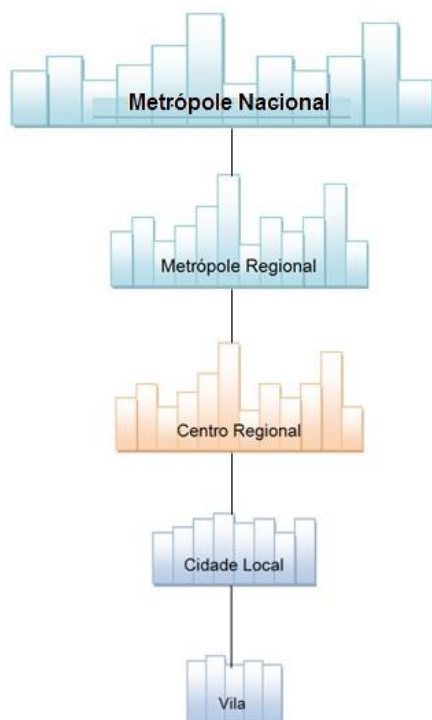 Metrópole Nacional
Metrópole Regional
Centro Regional
Cidade Local
Vila